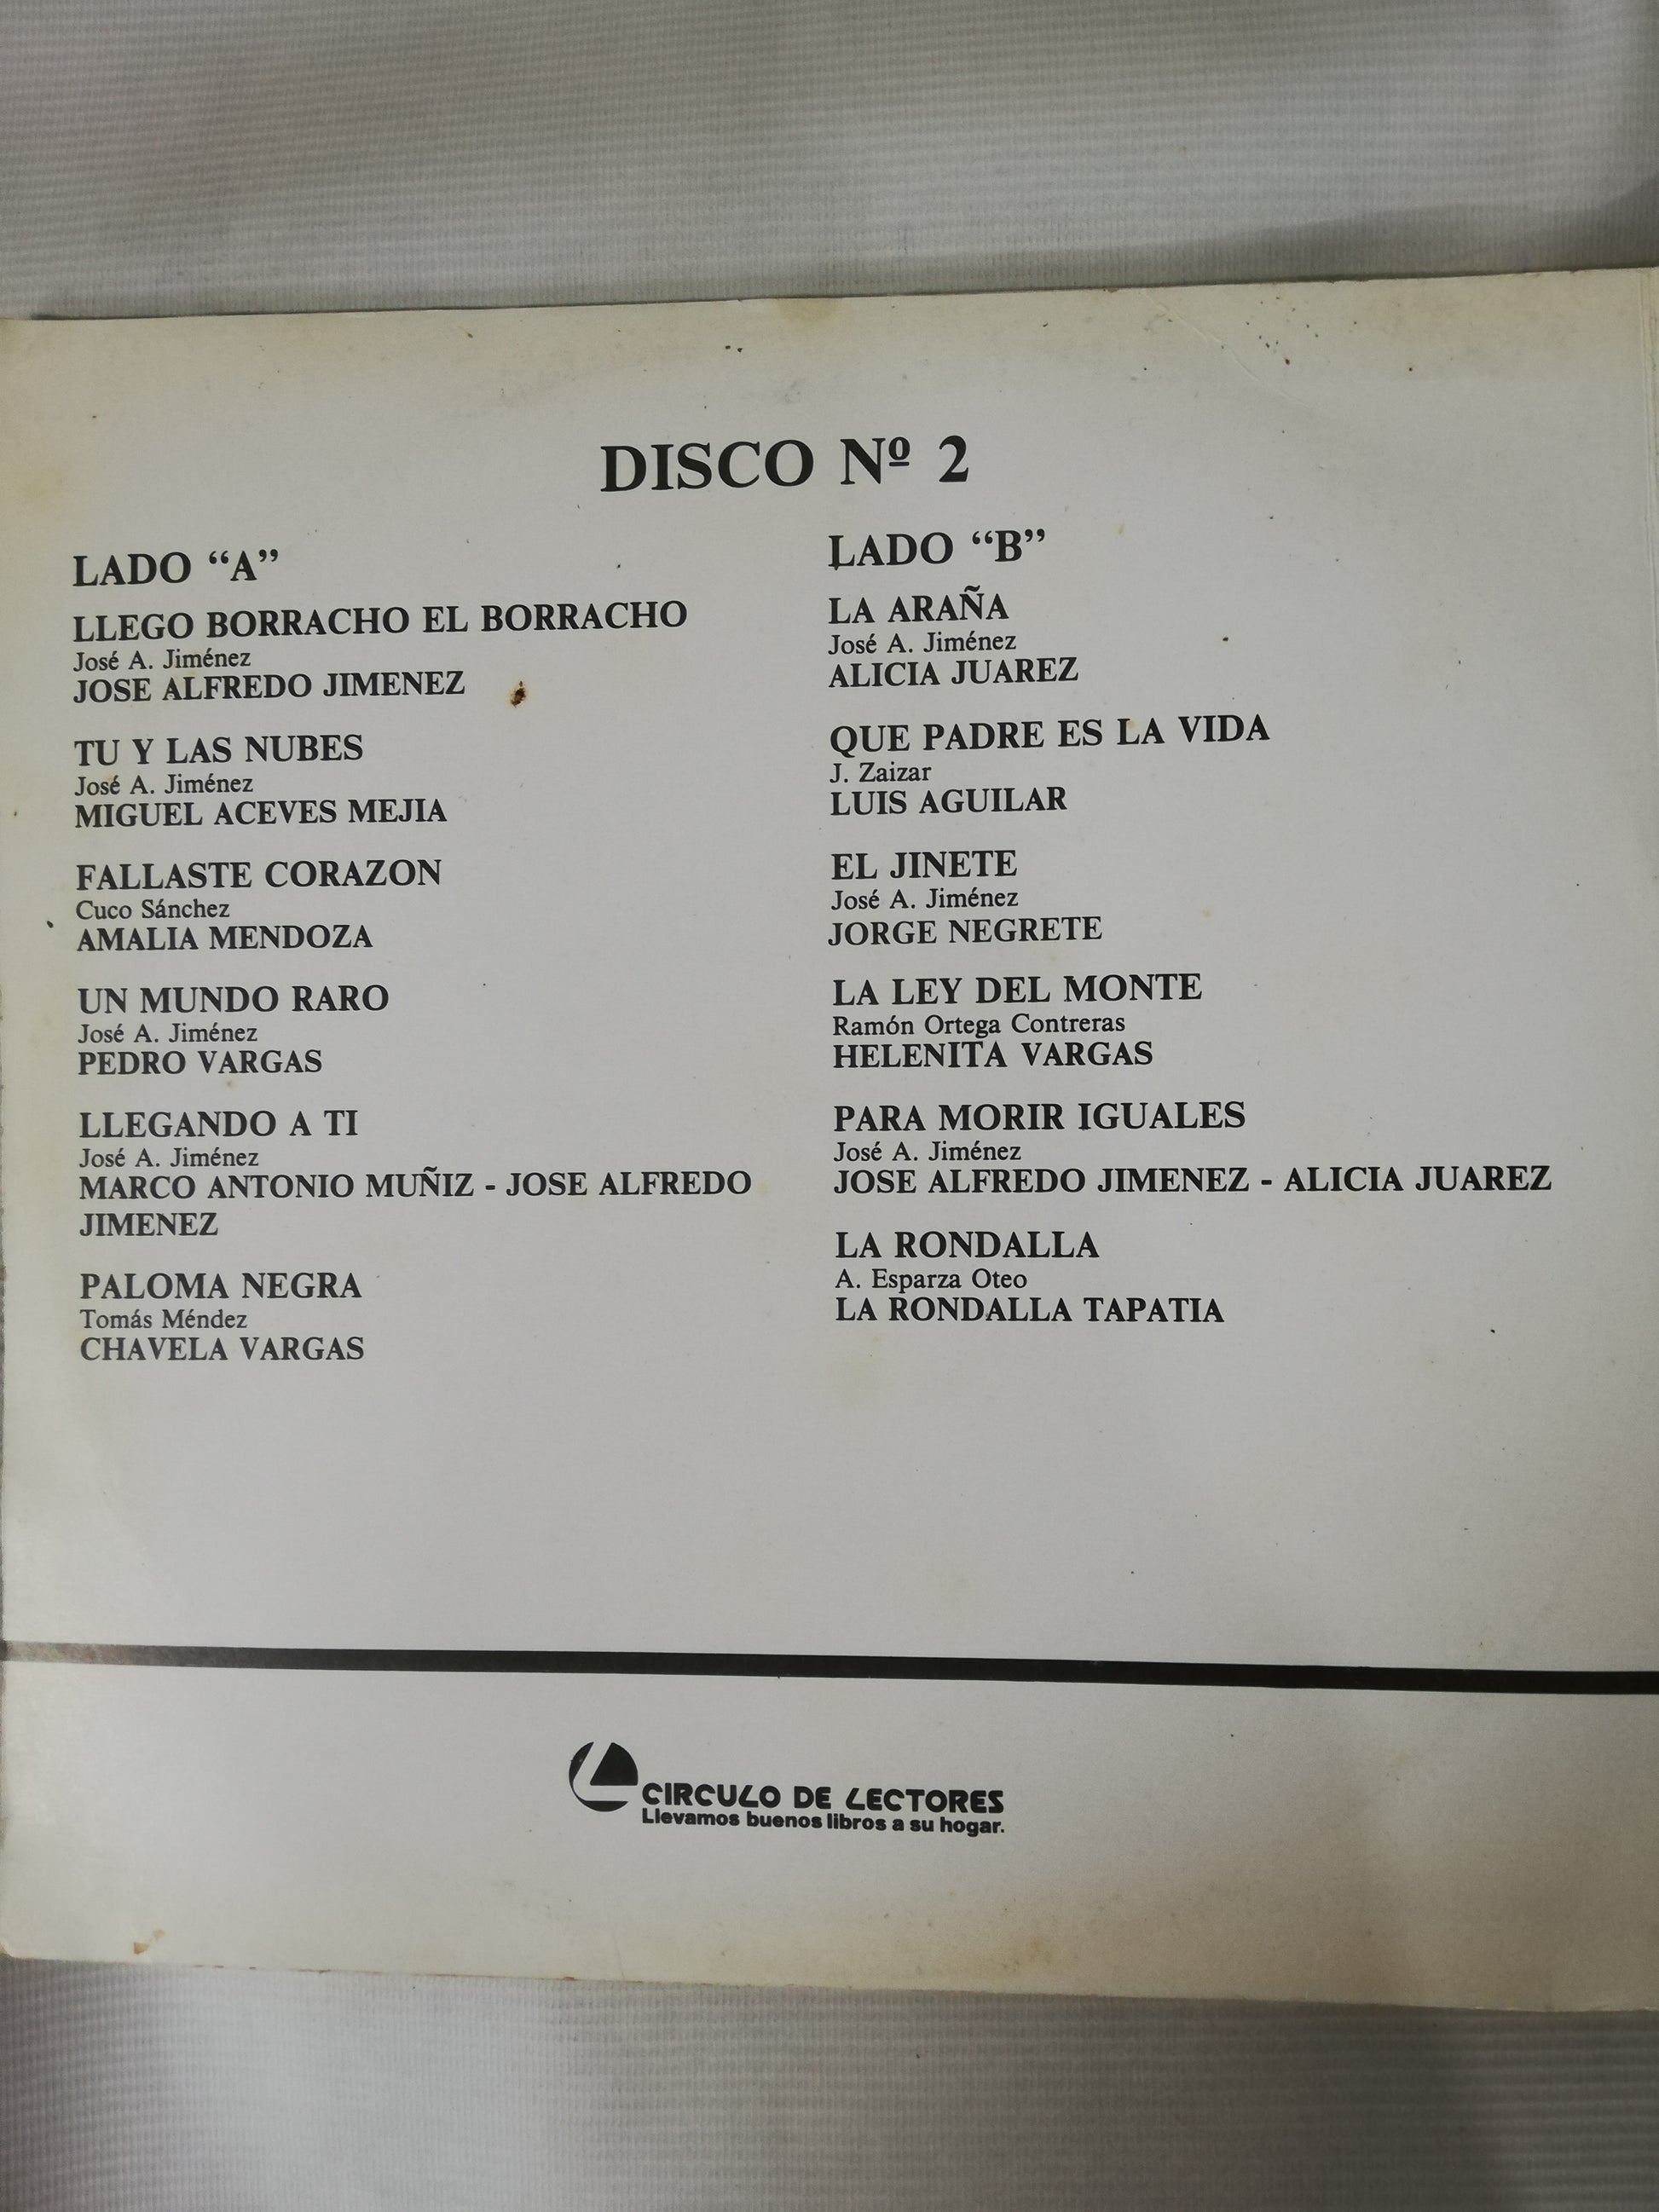 DISCO Nº 2
LADO “A”
LLEGO BORRACHO EL BORRACHO
José A. Jiménez
JOSE ALFREDO JIMENEZ
TU Y LAS NUBES
José A. Jiménez
MIGUEL ACEVES MEJIA
FALLASTE CORAZON
Cuco Sánchez
AMALIA MENDOZA
UN MUNDO RARO
José A. Jiménez
PEDRO VARGAS
LLEGANDO A TI
José A. Jiménez
MARCO ANTONIO MUÑIZ - JOSE ALFREDO
JIMENEZ
PALOMA NEGRA
Tomás Méndez
CHAVELA VARGAS
LADO “B”
LA ARAÑA
José A. Jiménez
ALICIA JUAREZ
QUE PADRE ES LA VIDA
J. Zaizar
LUIS AGUILAR
EL JINETE
José A. Jiménez
JORGE NEGRETE
LA LEY DEL MONTE
Ramón Ortega Contreras
HELENITA VARGAS
PARA MORIR IGUALES
José A. Jiménez
JOSE ALFREDO JIMENEZ - ALICIA JUAREZ
LA RONDALLA
A. Esparza Oteo
LA RONDALLA TAPATIA
CIRCULO DE LECTORES
Llevamos buenos libros a su hogar.